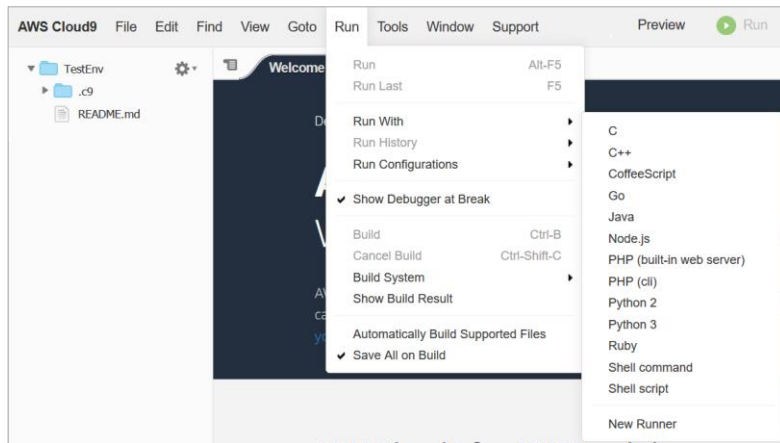 AWS Cloud9 File Edit Find View Goto Run Tools Window Support Preview Run
TestEnv
.c9
README.md
Welcome
Run Alt-F5
Run Last F5
Run With
Run History
Run Configurations
Show Debugger at Break
Build Ctrl-B
Cancel Build Ctrl-Shift-C
Build System
Show Build Result
Automatically Build Supported Files
Save All on Build
C
C++
CoffeeScript
Go
Java
Node.js
PHP (built-in web server)
PHP (cli)
Python 2
Python 3
Ruby
Shell command
Shell script
New Runner